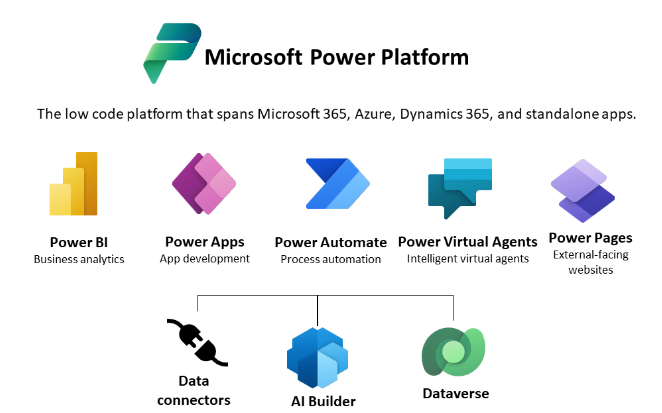 Microsoft Power Platform
The low code platform that spans Microsoft 365, Azure, Dynamics 365, and standalone apps.
Power BI
Business analytics
Power Apps
App development
Power Automate
Process automation
Power Virtual Agents
Intelligent virtual agents
Power Pages
External-facing
websites
Data
connectors
AI Builder
Dataverse